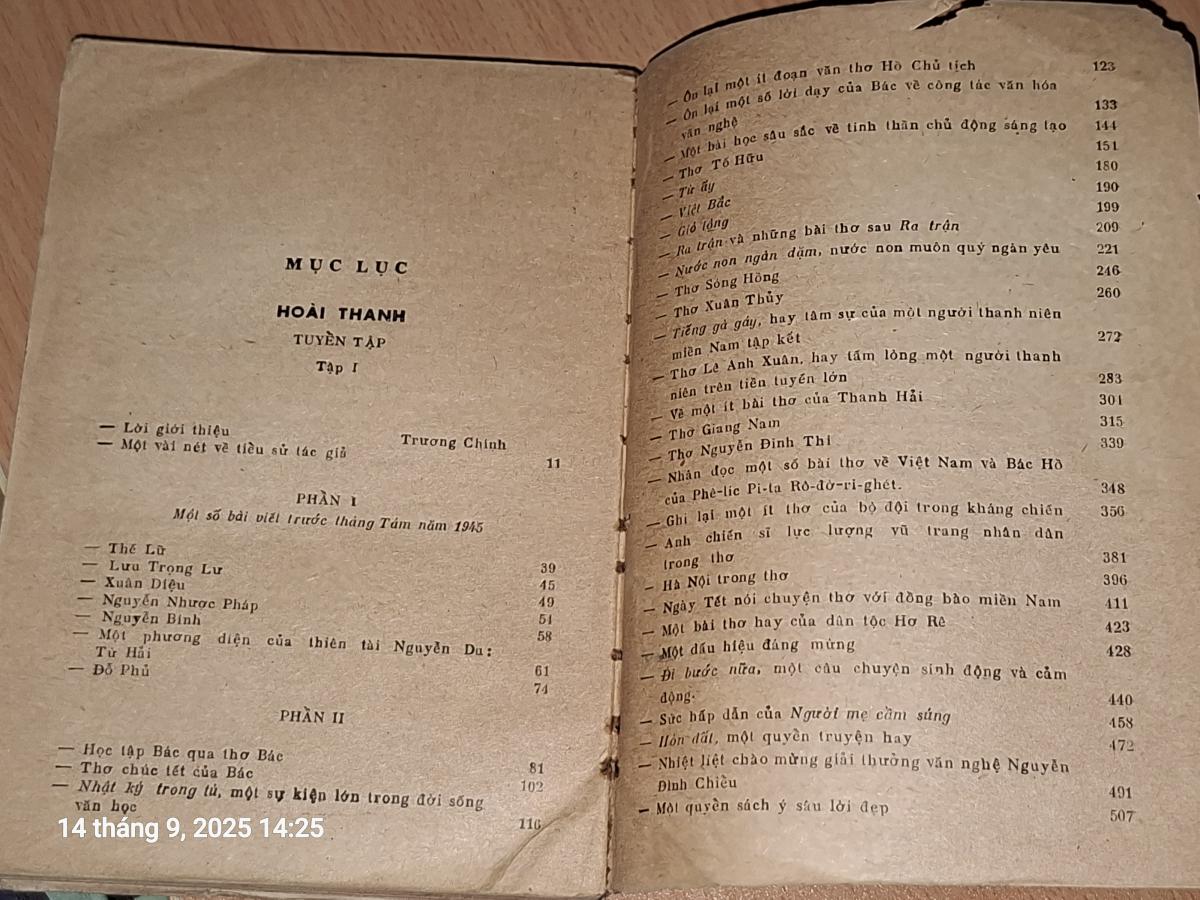 MỤC LỤC
HOÀI THANH
TUYỂN TẬP
Tập I
— Lời giới thiệu
Trương Chính
— Một vài nét về tiều sử tác giả
11
PHẦN I
Một số bài viết trước tháng Tám năm 1945
— Thế Lữ
39
— Lưu Trọng Lư
45
— Xuân Diệu
49
— Nguyễn Nhược Pháp
51
— Nguyễn Bính
58
— Một phương diện của thiên tài Nguyễn Du:
Từ Hải
61
— Đỗ Phủ
74
PHẦN II
— Học tập Bác qua thơ Bác
81
— Thơ chúc tết của Bác
102
— Nhật ký trong tù, một sự kiện lớn trong đời sống
văn học
116
14 tháng 9, 2025 14:25
— Ôn lại một ít đoạn văn thơ Hồ Chủ tịch 123
— Ôn lại một số lời dạy của Bác về công tác văn hóa
văn nghệ 133
— Một bài học sâu sắc về tinh thần chủ động sáng tạo 144
— Thơ Tố Hữu 151
— Từ ấy 180
— Việt Bắc 190
— Gió lộng 199
— Ra trận và những bài thơ sau Ra trận 209
— Nước non ngàn dặm, nước non muôn quý ngàn yêu 221
— Thơ Sóng Hồng 246
— Thơ Xuân Thủy 260
— Tiếng gà gáy, hay tâm sự của một người thanh niên
miền Nam tập kết 272
— Thơ Lê Anh Xuân, hay tấm lòng một người thanh
niên trên tiền tuyến lớn 283
— Về một ít bài thơ của Thanh Hải 301
— Thơ Giang Nam 315
— Thơ Nguyễn Đình Thi 339
— Nhân đọc một số bài thơ về Việt Nam và Bác Hồ
của Phê-lic Pi-ta Rô-đơ-ri-ghét. 348
— Ghi lại một ít thơ của bộ đội trong kháng chiến 356
— Anh chiến sĩ lực lượng vũ trang nhân dân
trong thơ 381
— Hà Nội trong thơ 396
— Ngày Tết nói chuyện thơ với đồng bào miền Nam 411
— Một bài thơ hay của dân tộc Hơ Rê 423
— Một dấu hiệu đáng mừng 428
— Đi bước nữa, một câu chuyện sinh động và cảm
động. 440
— Sức hấp dẫn của Người mẹ cầm súng 458
— Hòn đất, một quyền truyện hay 472
— Nhiệt liệt chào mừng giải thưởng văn nghệ Nguyễn
Đình Chiều 491
— Một quyền sách ý sâu lời đẹp 507